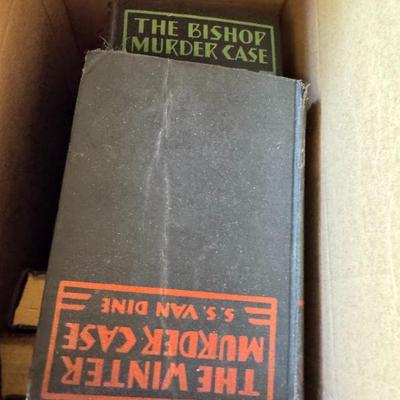 THE BISHOP
MURDER CASE
THE WINTER
MURDER CASE
S. S. VAN DINE